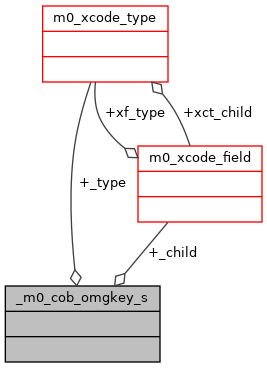 m0_xcode_type
+xf_type
+xct_child
m0_xcode_field
+_type
+_child
_m0_cob_omgkey_s